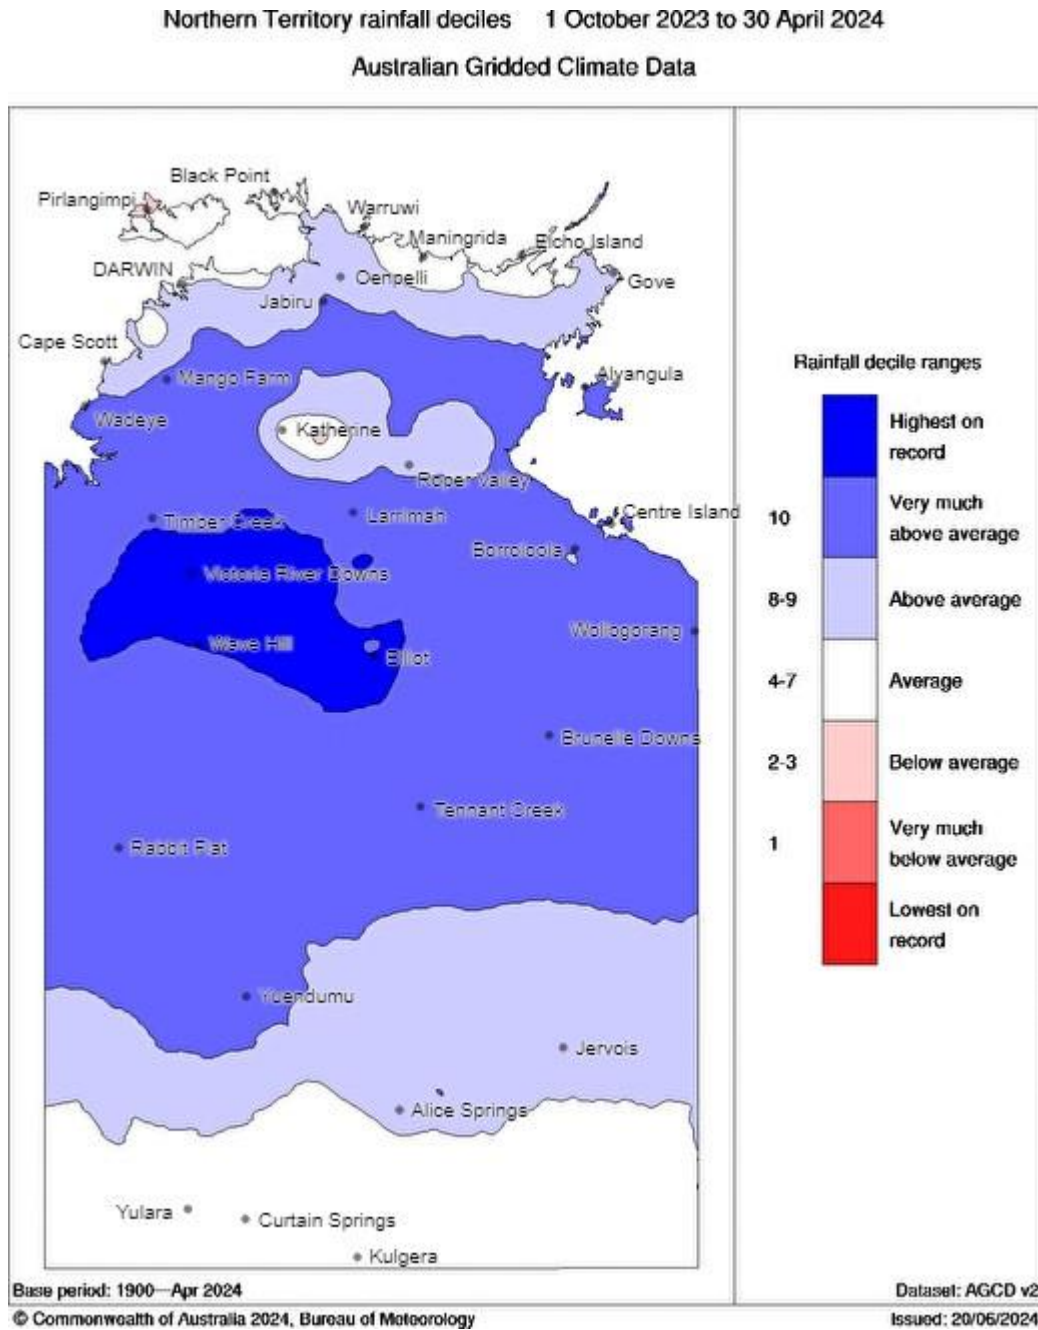 Northern Territory rainfall deciles 1 October 2023 to 30 April 2024
Australian Gridded Climate Data
Black Point
Pirlangimpi
Warruwi
Maningrida
Elcho Island
DARWIN
Oenpelli
Gove
Jabiru
Cape Scott
Mango Farm
Alyangula
Wadeye
Katherine
Roper Valley
Timber Creek
Larrimah
Centre Island
Borroloola
Victoria River Downs
Wollogorang
Wave Hill
Elliot
Brunelle Downs
Tennant Creek
Rabbit Flat
Yuendumu
Jervois
Alice Springs
Yulara
Curtain Springs
Kulgera
Rainfall decile ranges
Highest on
record
10
Very much
above average
8-9
Above average
4-7
Average
2-3
Below average
1
Very much
below average
Lowest on
record
Base period: 1900—Apr 2024
Dataset: AGCD v2
© Commonwealth of Australia 2024, Bureau of Meteorology
Issued: 20/06/2024